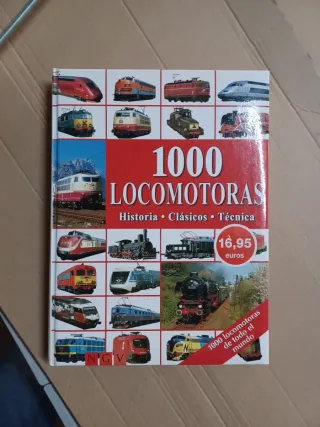 1000
LOCOMOTORAS
Historia • Clásicos • Técnica
16,95
euros
1000 locomotoras
de todo el
mundo
NGV